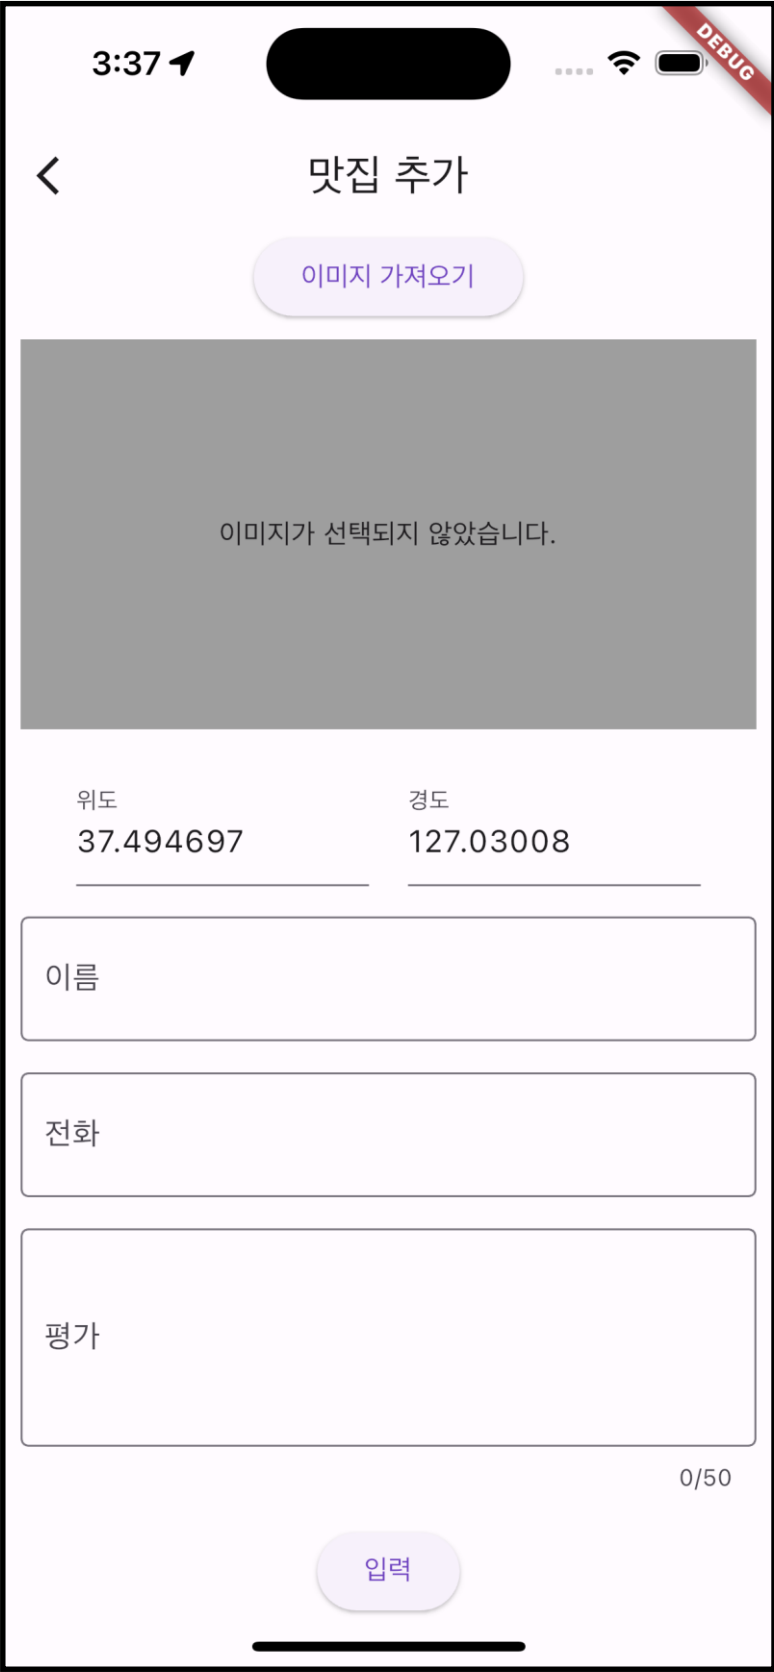 3:37
DEBUG
맛집 추가
이미지 가져오기
이미지가 선택되지 않았습니다.
위도 경도
37.494697 127.03008
이름
전화
평가
0/50
입력